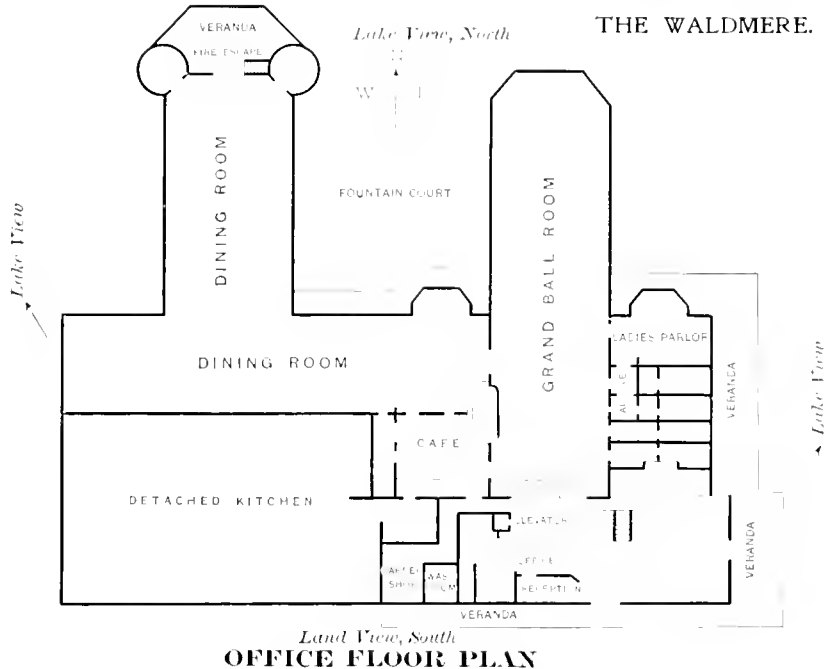 THE WALDMERE.
VERANDA
FIRE ESCAPE
Lake View, North
N
W E
DINING ROOM
FOUNTAIN COURT
GRAND BALL ROOM
Lake View
LADIES PARLOR
DINING ROOM
VERANDA
Lake View
CAFE
DETACHED KITCHEN
ELEVATOR
OFFICE
VERANDA
RECEPTION
VERANDA
Land View, South
OFFICE FLOOR PLAN